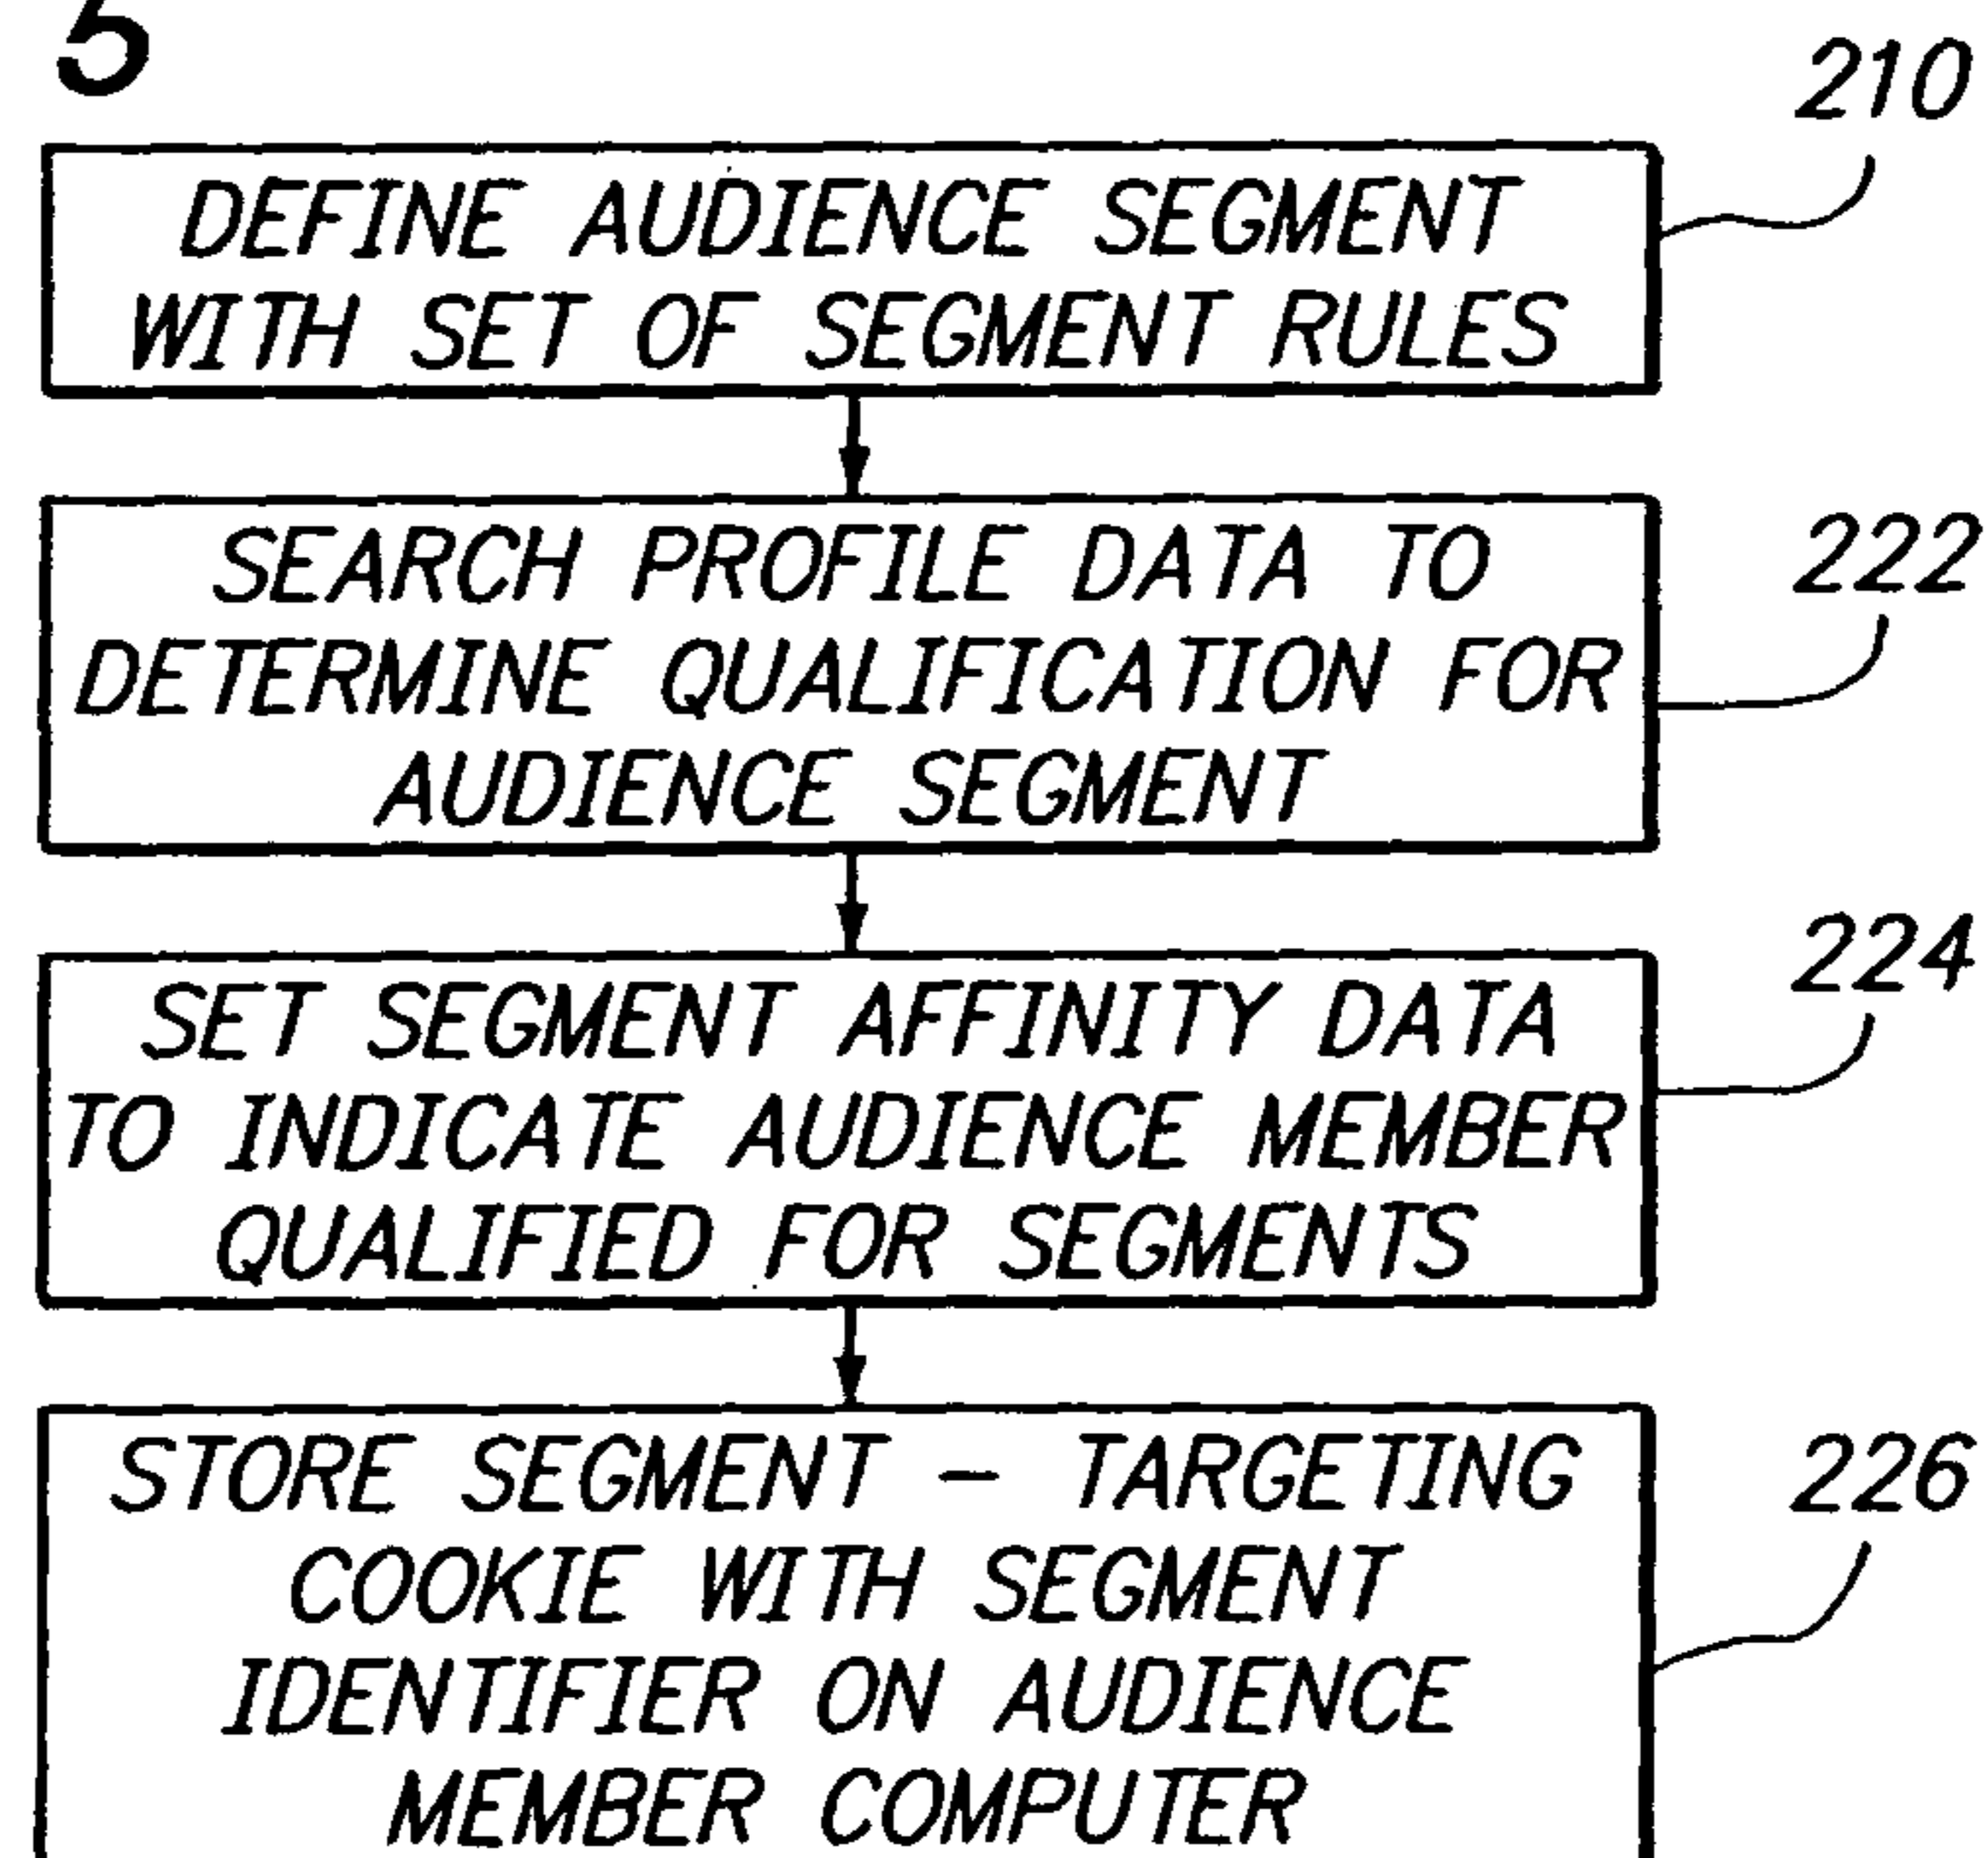 5
210
DEFINE AUDIENCE SEGMENT
WITH SET OF SEGMENT RULES
222
SEARCH PROFILE DATA TO
DETERMINE QUALIFICATION FOR
AUDIENCE SEGMENT
224
SET SEGMENT AFFINITY DATA
TO INDICATE AUDIENCE MEMBER
QUALIFIED FOR SEGMENTS
226
STORE SEGMENT – TARGETING
COOKIE WITH SEGMENT
IDENTIFIER ON AUDIENCE
MEMBER COMPUTER